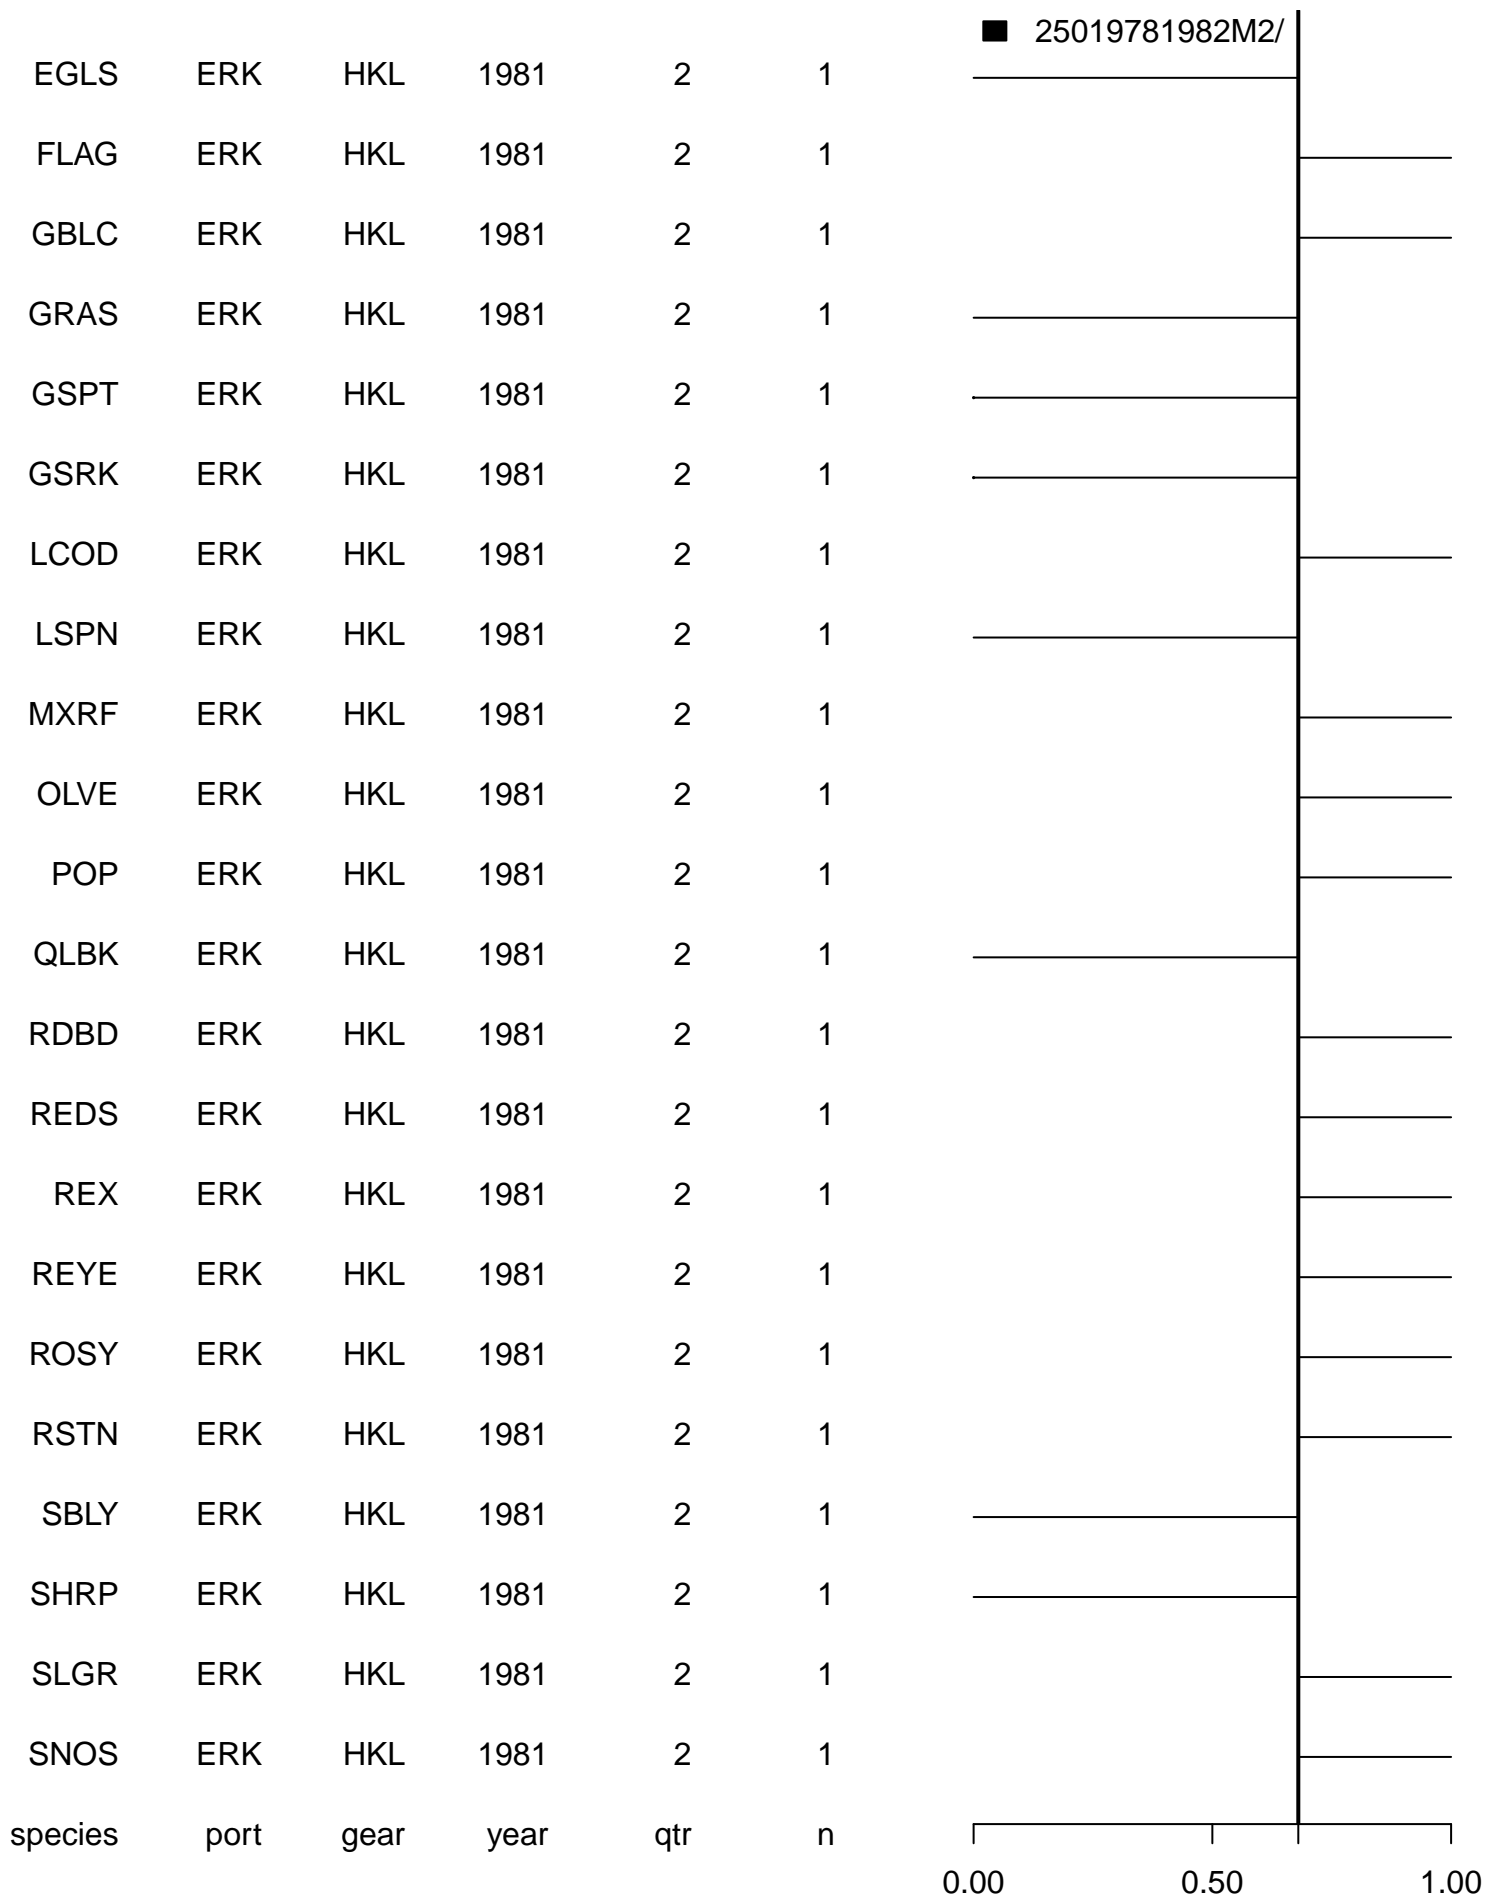 25019781982M2/
EGLS ERK HKL 1981 2 1
FLAG ERK HKL 1981 2 1
GBLC ERK HKL 1981 2 1
GRAS ERK HKL 1981 2 1
GSPT ERK HKL 1981 2 1
GSRK ERK HKL 1981 2 1
LCOD ERK HKL 1981 2 1
LSPN ERK HKL 1981 2 1
MXRF ERK HKL 1981 2 1
OLVE ERK HKL 1981 2 1
POP ERK HKL 1981 2 1
QLBK ERK HKL 1981 2 1
RDBD ERK HKL 1981 2 1
REDS ERK HKL 1981 2 1
REX ERK HKL 1981 2 1
REYE ERK HKL 1981 2 1
ROSY ERK HKL 1981 2 1
RSTN ERK HKL 1981 2 1
SBLY ERK HKL 1981 2 1
SHRP ERK HKL 1981 2 1
SLGR ERK HKL 1981 2 1
SNOS ERK HKL 1981 2 1
species port gear year qtr n
0.00 0.50 1.00